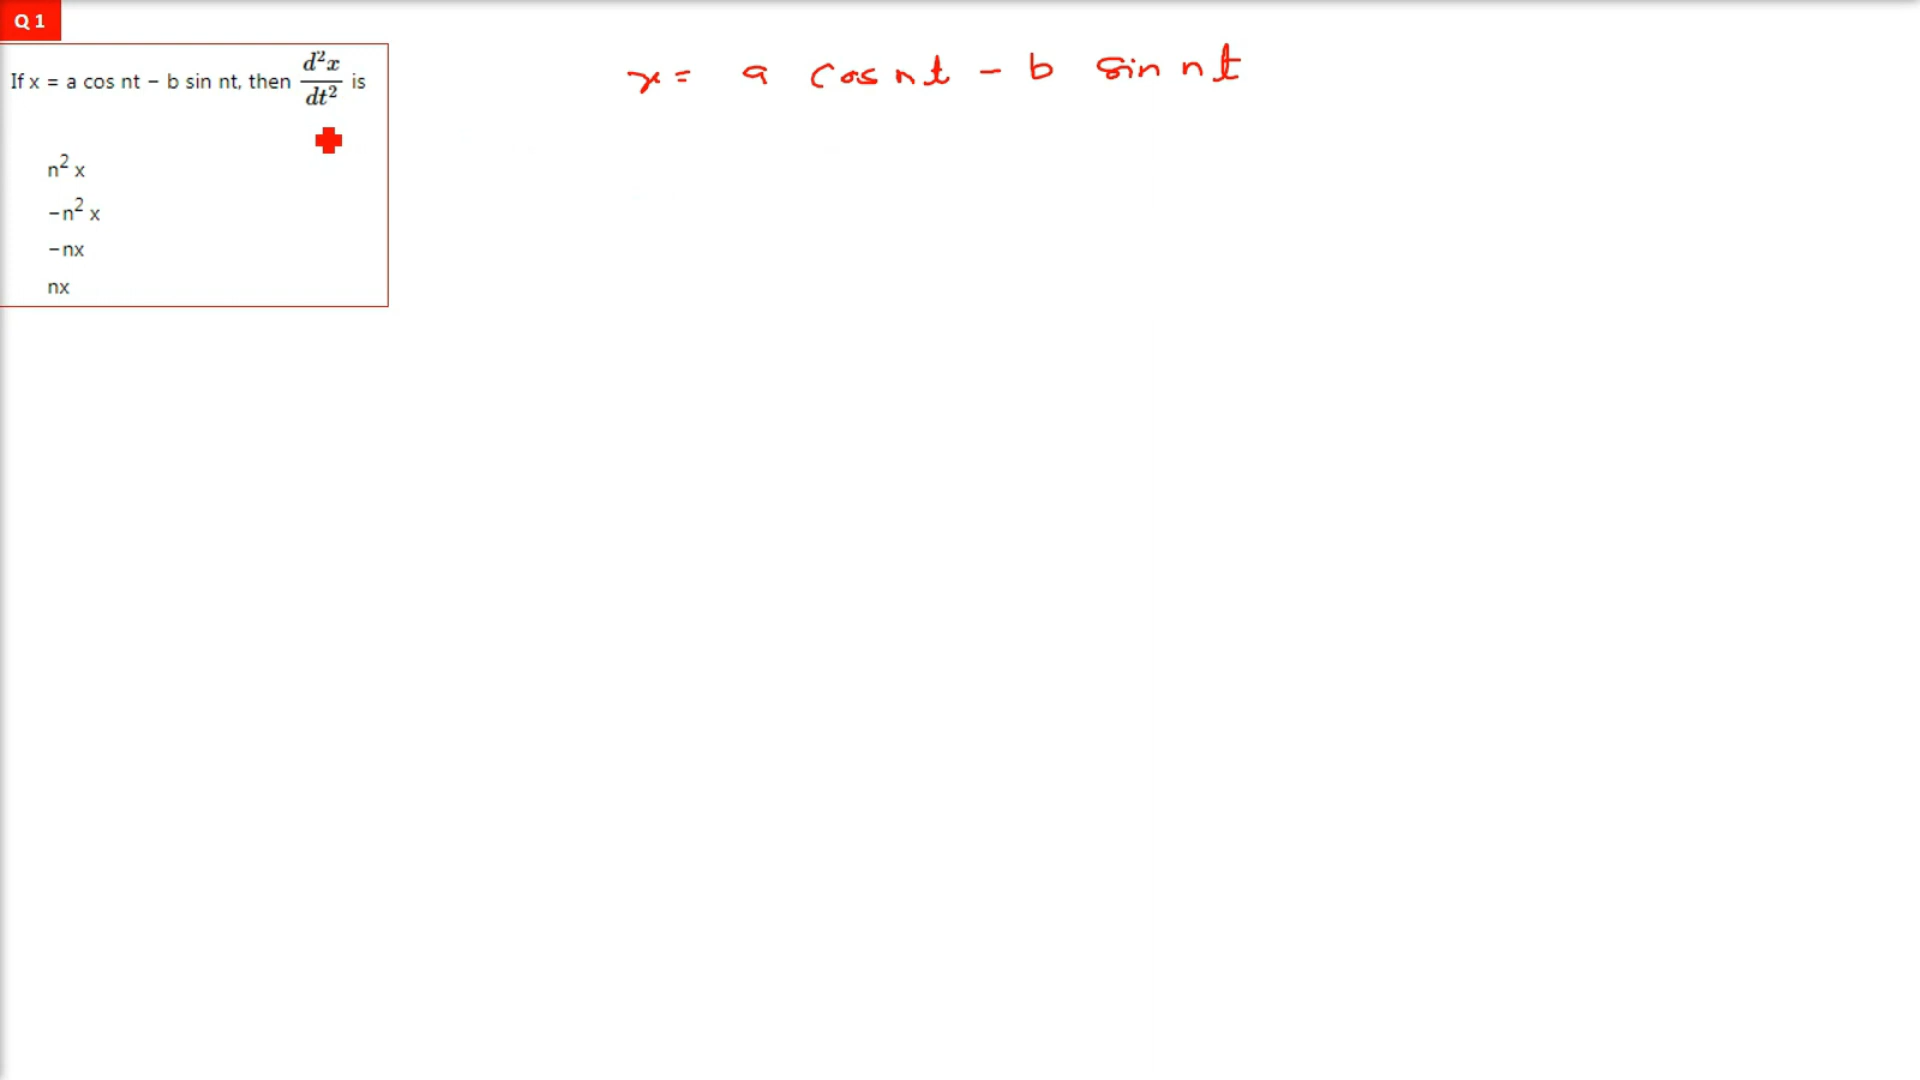 Q 1
If x = a cos nt − b sin nt, then d²x/dt² is
x = a cos nt - b sin nt
n² x
−n² x
−nx
nx